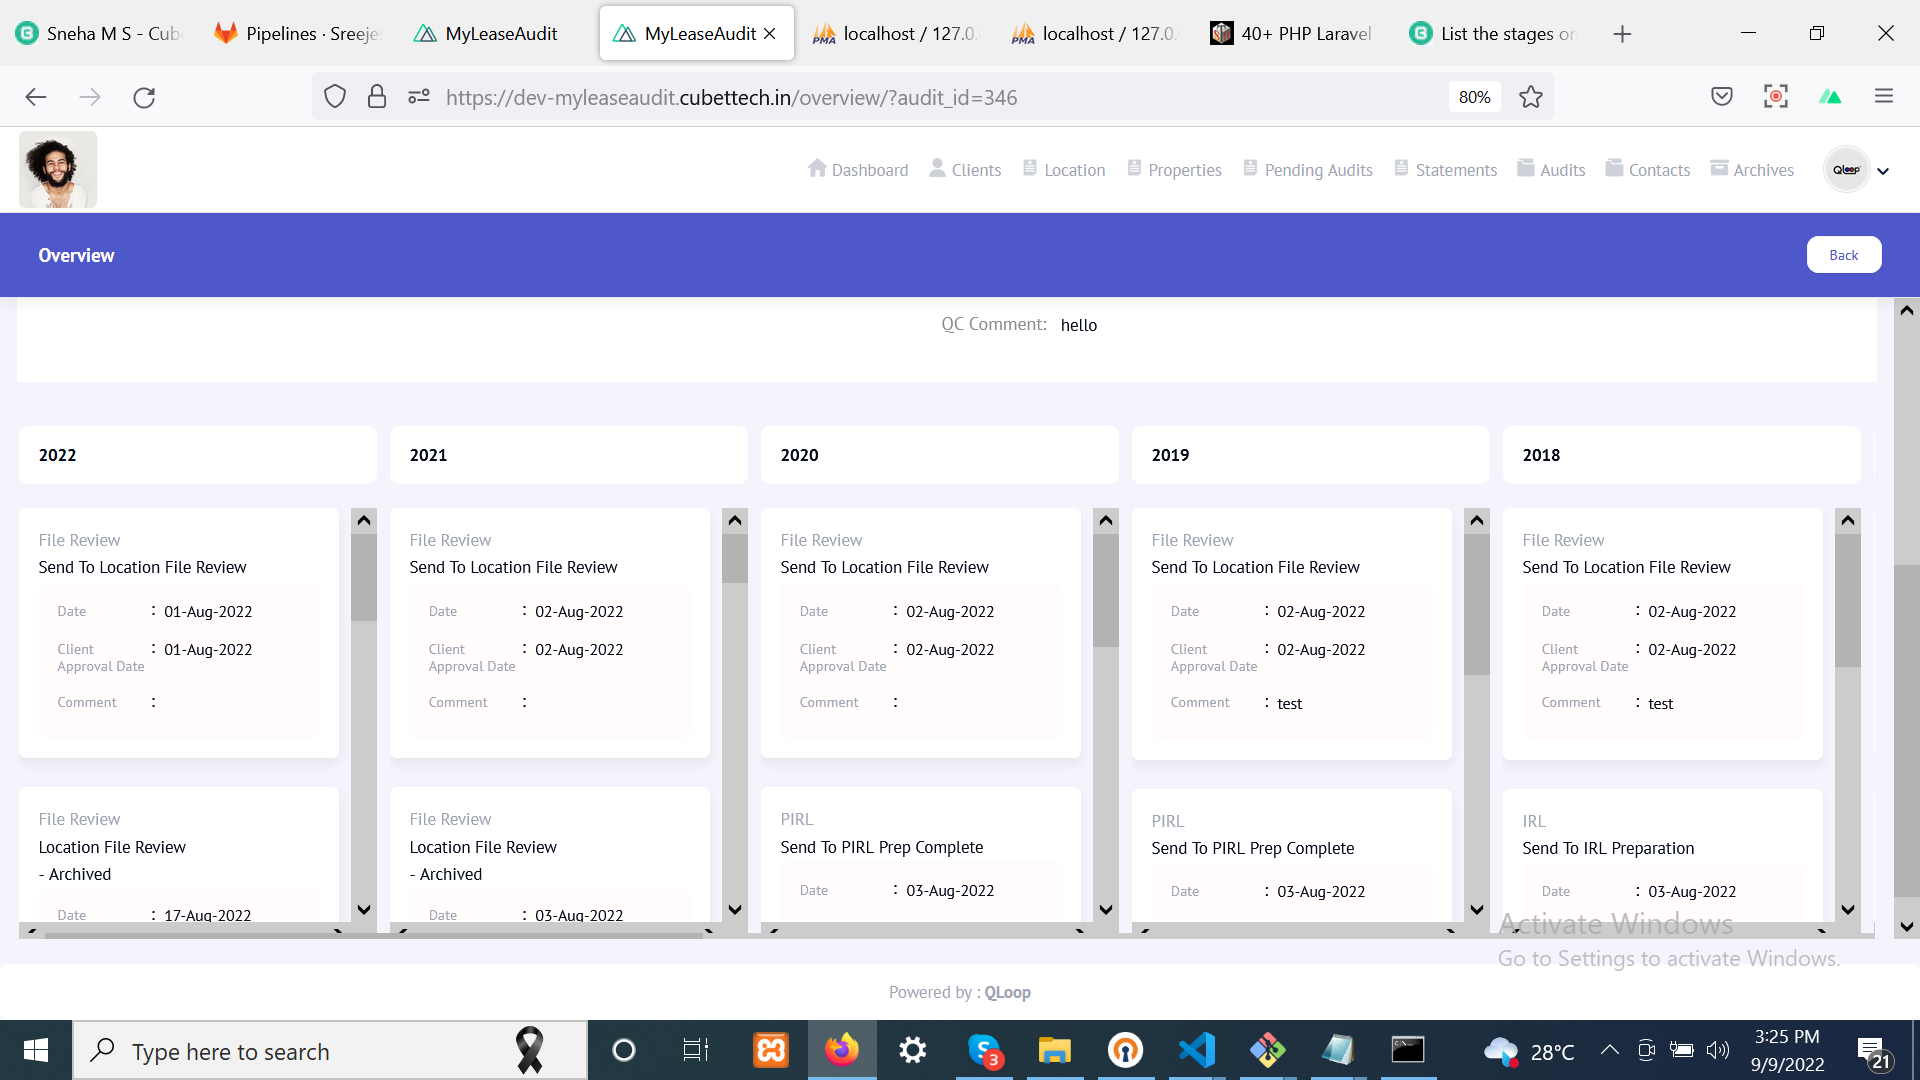 Sneha M S - Cub
Pipelines · Sreeje
MyLeaseAudit
MyLeaseAudit
localhost / 127.0.
localhost / 127.0.
40+ PHP Laravel
List the stages or
https://dev-myleaseaudit.cubettech.in/overview/?audit_id=346
80%
Dashboard
Clients
Location
Properties
Pending Audits
Statements
Audits
Contacts
Archives
QLoop
Overview
Back
QC Comment: hello
2022
2021
2020
2019
2018
File Review
Send To Location File Review
Date : 01-Aug-2022
Client Approval Date : 01-Aug-2022
Comment :
File Review
Location File Review
- Archived
Date : 17-Aug-2022
File Review
Send To Location File Review
Date : 02-Aug-2022
Client Approval Date : 02-Aug-2022
Comment :
File Review
Location File Review
- Archived
Date : 03-Aug-2022
File Review
Send To Location File Review
Date : 02-Aug-2022
Client Approval Date : 02-Aug-2022
Comment :
PIRL
Send To PIRL Prep Complete
Date : 03-Aug-2022
File Review
Send To Location File Review
Date : 02-Aug-2022
Client Approval Date : 02-Aug-2022
Comment : test
PIRL
Send To PIRL Prep Complete
Date : 03-Aug-2022
File Review
Send To Location File Review
Date : 02-Aug-2022
Client Approval Date : 02-Aug-2022
Comment : test
IRL
Send To IRL Preparation
Date : 03-Aug-2022
Activate Windows
Go to Settings to activate Windows.
Powered by : QLoop
Type here to search
3
28°C
3:25 PM
9/9/2022
21